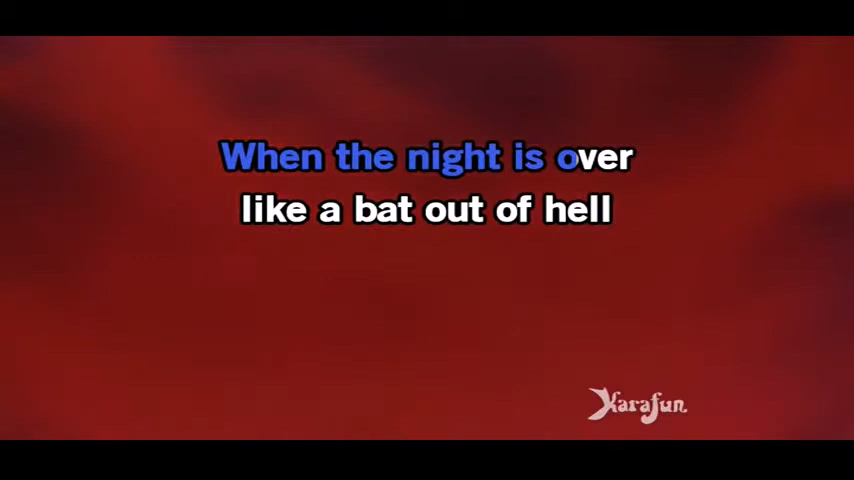 When the night is over
like a bat out of hell
Karafun